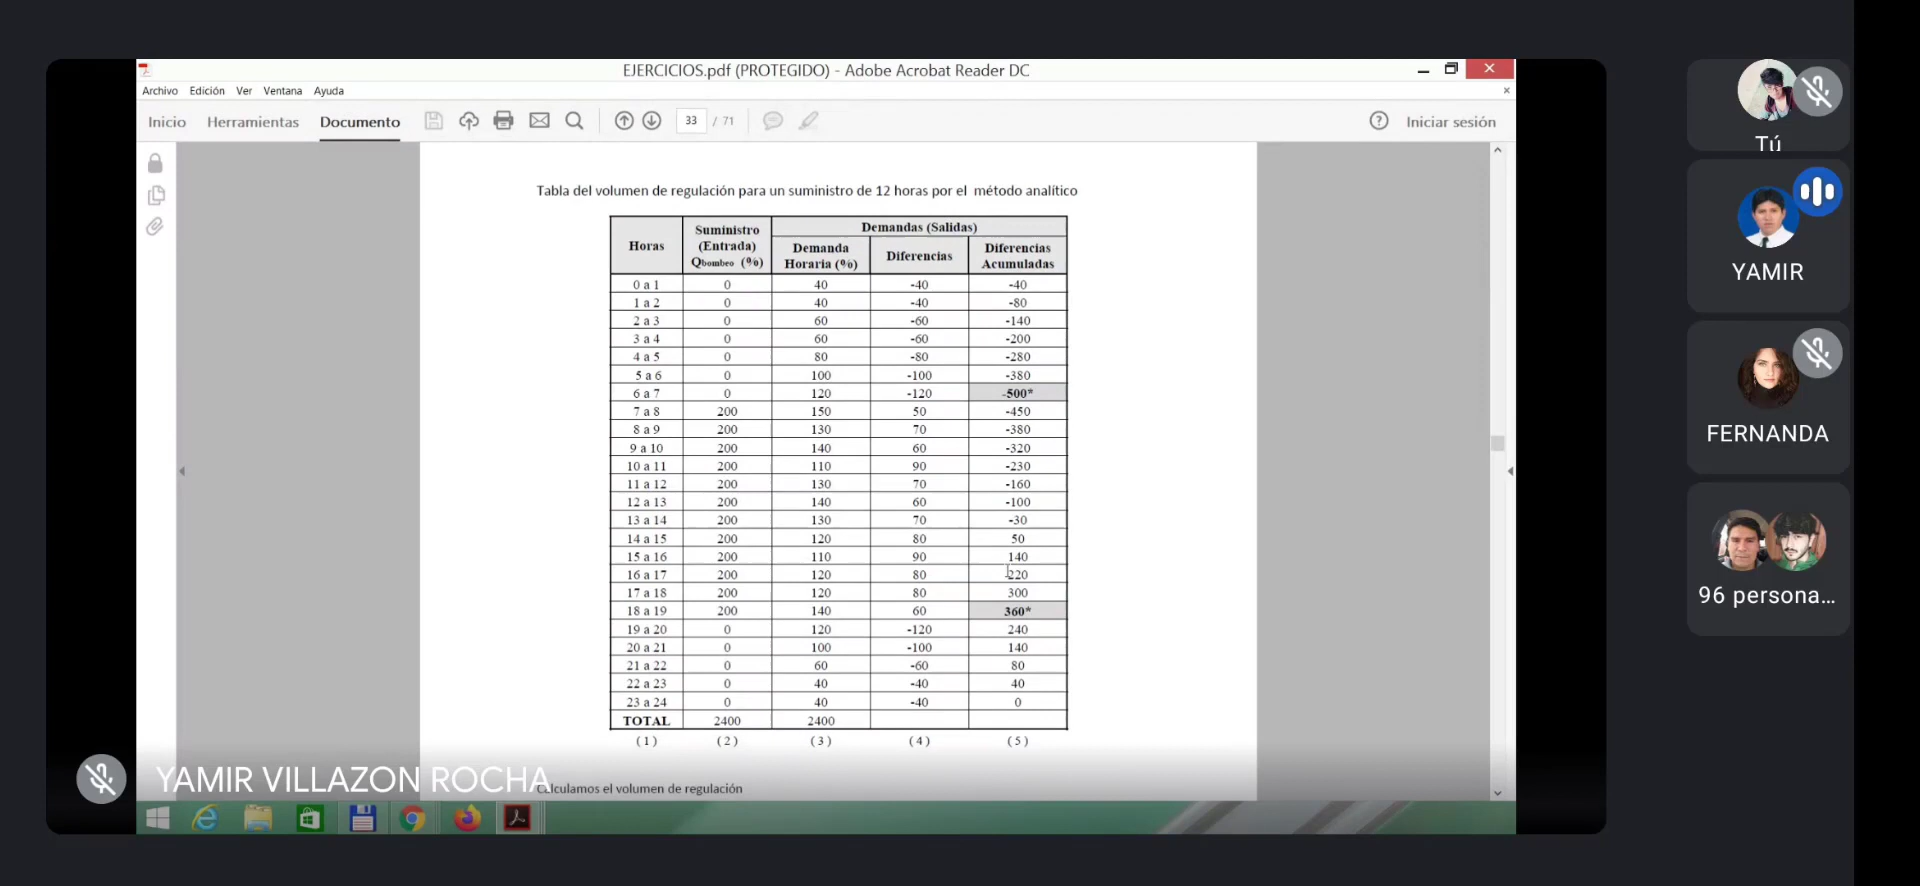 EJERCICIOS.pdf (PROTEGIDO) - Adobe Acrobat Reader DC
Archivo Edición Ver Ventana Ayuda
Inicio Herramientas Documento 33 / 71 Iniciar sesión
Tabla del volumen de regulación para un suministro de 12 horas por el método analítico
Horas Suministro (Entrada) Qbombeo (%) Demandas (Salidas)
Demanda Horaria (%) Diferencias Diferencias Acumuladas
0 a 1 0 40 -40 -40
1 a 2 0 40 -40 -80
2 a 3 0 60 -60 -140
3 a 4 0 60 -60 -200
4 a 5 0 80 -80 -280
5 a 6 0 100 -100 -380
6 a 7 0 120 -120 -500*
7 a 8 200 150 50 -450
8 a 9 200 130 70 -380
9 a 10 200 140 60 -320
10 a 11 200 110 90 -230
11 a 12 200 130 70 -160
12 a 13 200 140 60 -100
13 a 14 200 130 70 -30
14 a 15 200 120 80 50
15 a 16 200 110 90 140
16 a 17 200 120 80 220
17 a 18 200 120 80 300
18 a 19 200 140 60 360*
19 a 20 0 120 -120 240
20 a 21 0 100 -100 140
21 a 22 0 60 -60 80
22 a 23 0 40 -40 40
23 a 24 0 40 -40 0
TOTAL 2400 2400
(1) (2) (3) (4) (5)
Calculamos el volumen de regulación
YAMIR VILLAZON ROCHA
Tú
YAMIR
FERNANDA
96 persona...